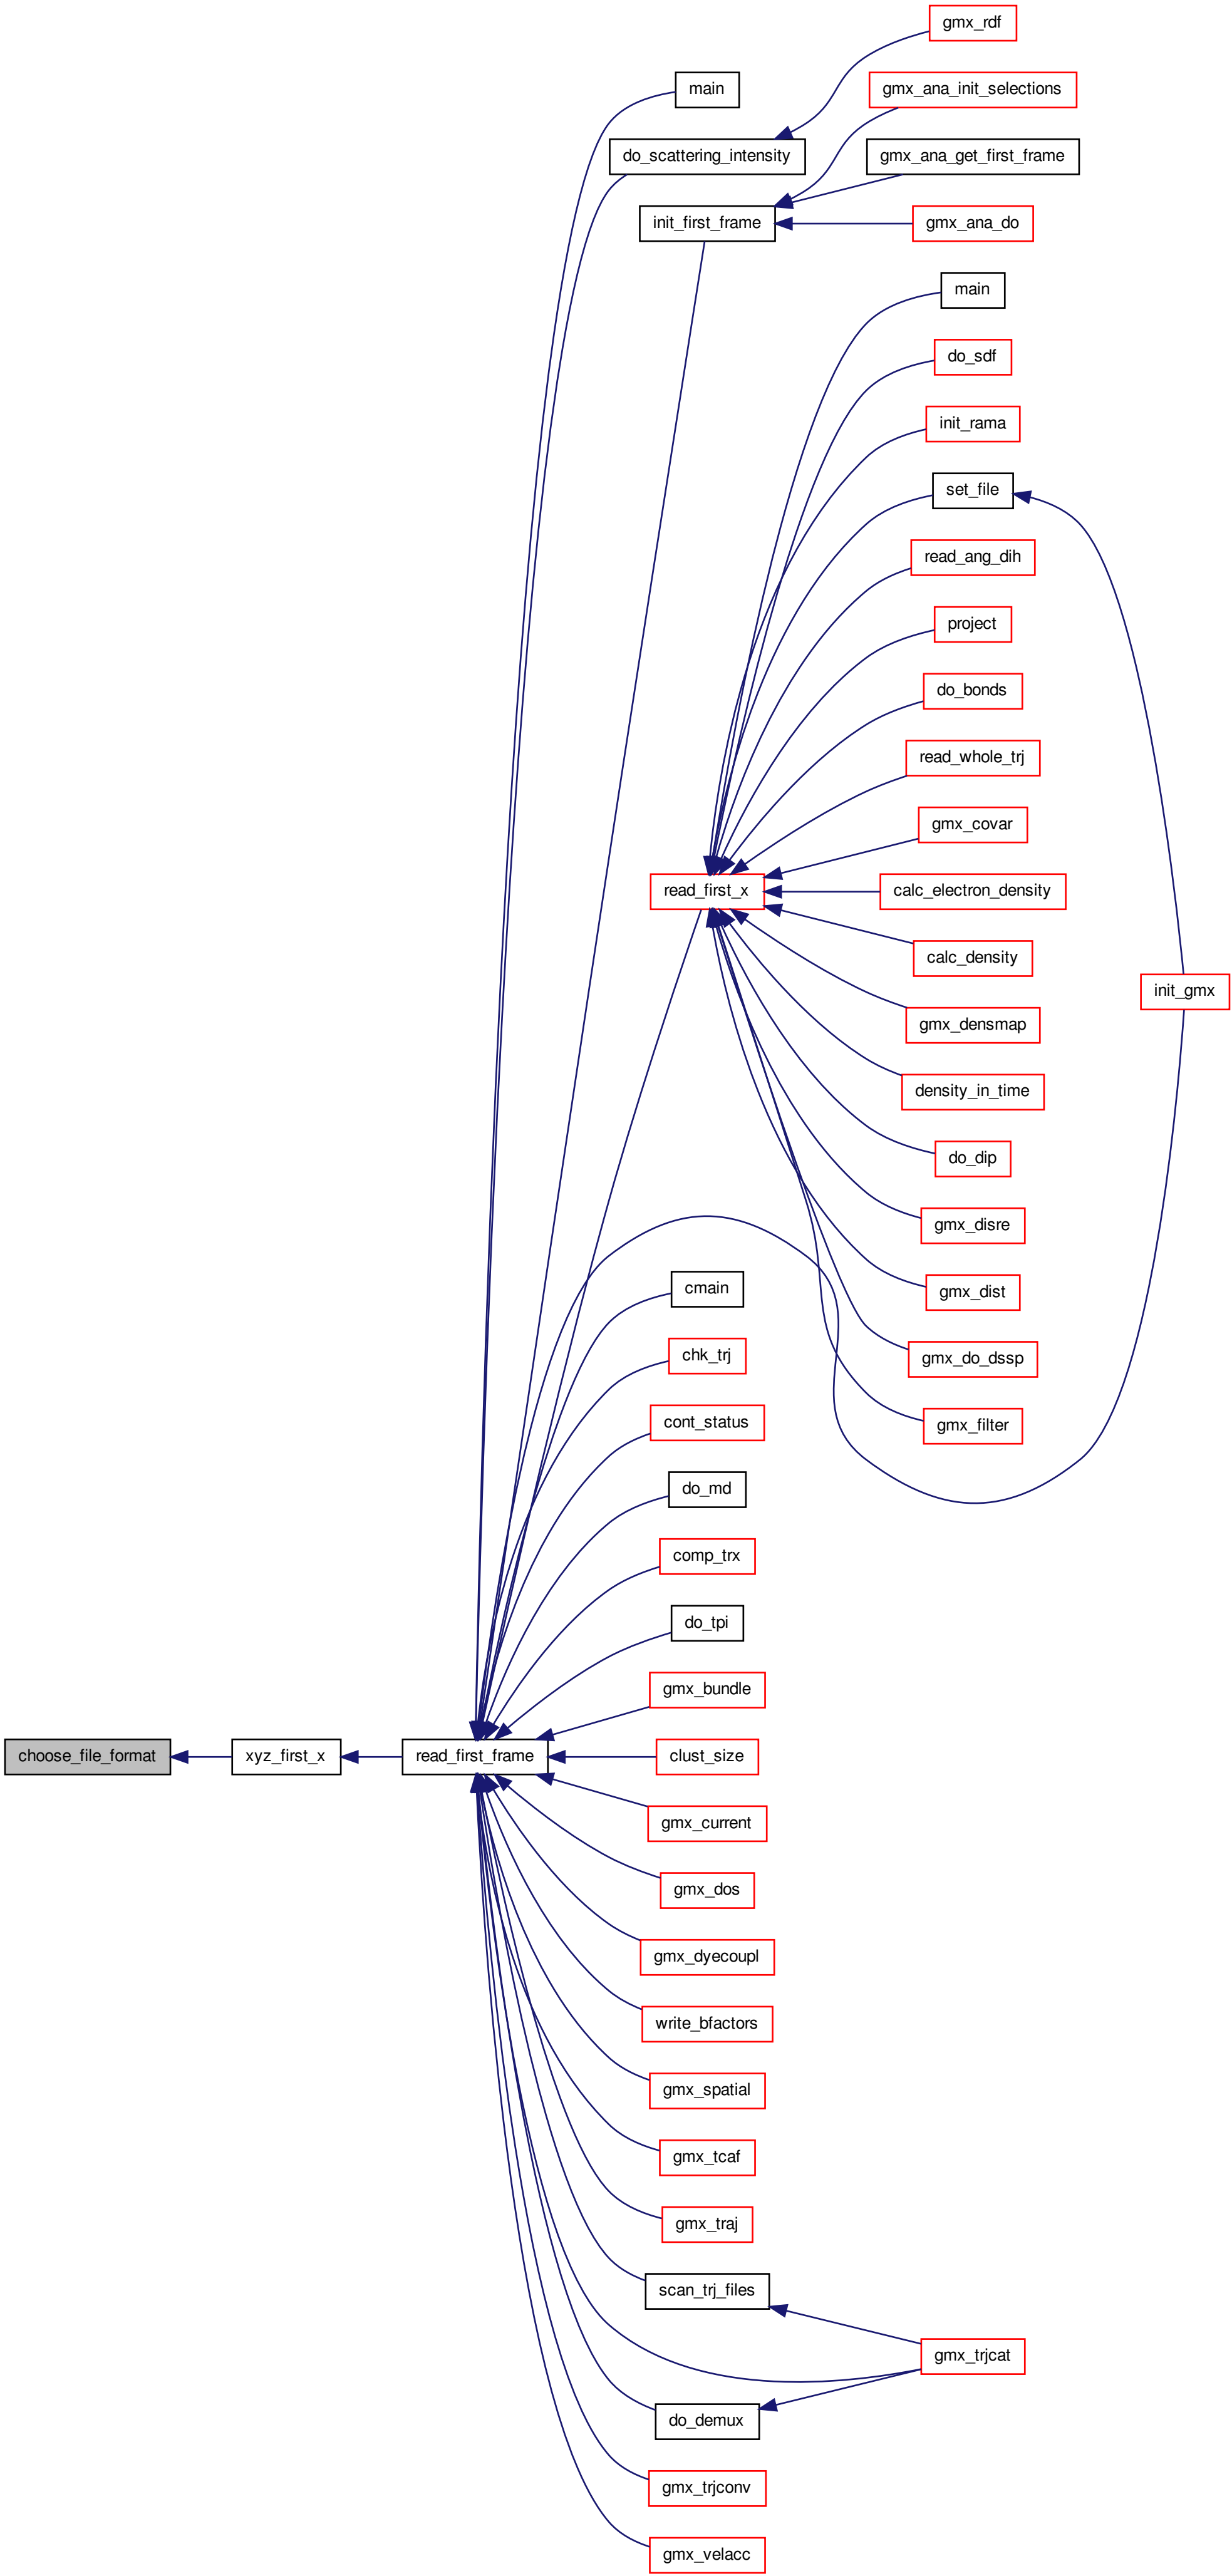 gmx_rdf
main
gmx_ana_init_selections
do_scattering_intensity
gmx_ana_get_first_frame
init_first_frame
gmx_ana_do
main
do_sdf
init_rama
set_file
read_ang_dih
project
do_bonds
read_whole_trj
gmx_covar
read_first_x
calc_electron_density
calc_density
init_gmx
gmx_densmap
density_in_time
do_dip
gmx_disre
cmain
gmx_dist
chk_trj
gmx_do_dssp
cont_status
gmx_filter
do_md
comp_trx
do_tpi
gmx_bundle
choose_file_format
xyz_first_x
read_first_frame
clust_size
gmx_current
gmx_dos
gmx_dyecoupl
write_bfactors
gmx_spatial
gmx_tcaf
gmx_traj
scan_trj_files
gmx_trjcat
do_demux
gmx_trjconv
gmx_velacc